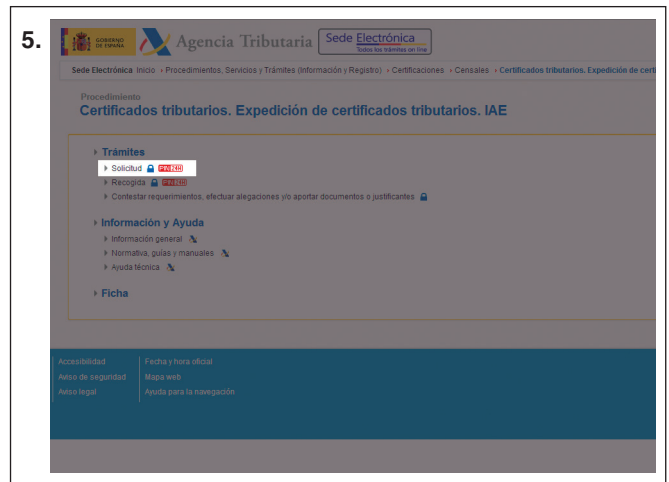 5.
GOBIERNO DE ESPAÑA
Agencia Tributaria
Sede Electrónica
Todos los trámites on line
Sede Electrónica Inicio Procedimientos, Servicios y Trámites (Información y Registro) Certificaciones Censales Certificados tributarios. Expedición de certi
Procedimiento
Certificados tributarios. Expedición de certificados tributarios. IAE
Trámites
Solicitud PIN24H
Recogida PIN24H
Contestar requerimientos, efectuar alegaciones y/o aportar documentos o justificantes
Información y Ayuda
Información general
Normativa, guías y manuales
Ayuda técnica
Ficha
Accesibilidad Fecha y hora oficial
Aviso de seguridad Mapa web
Aviso legal Ayuda para la navegación